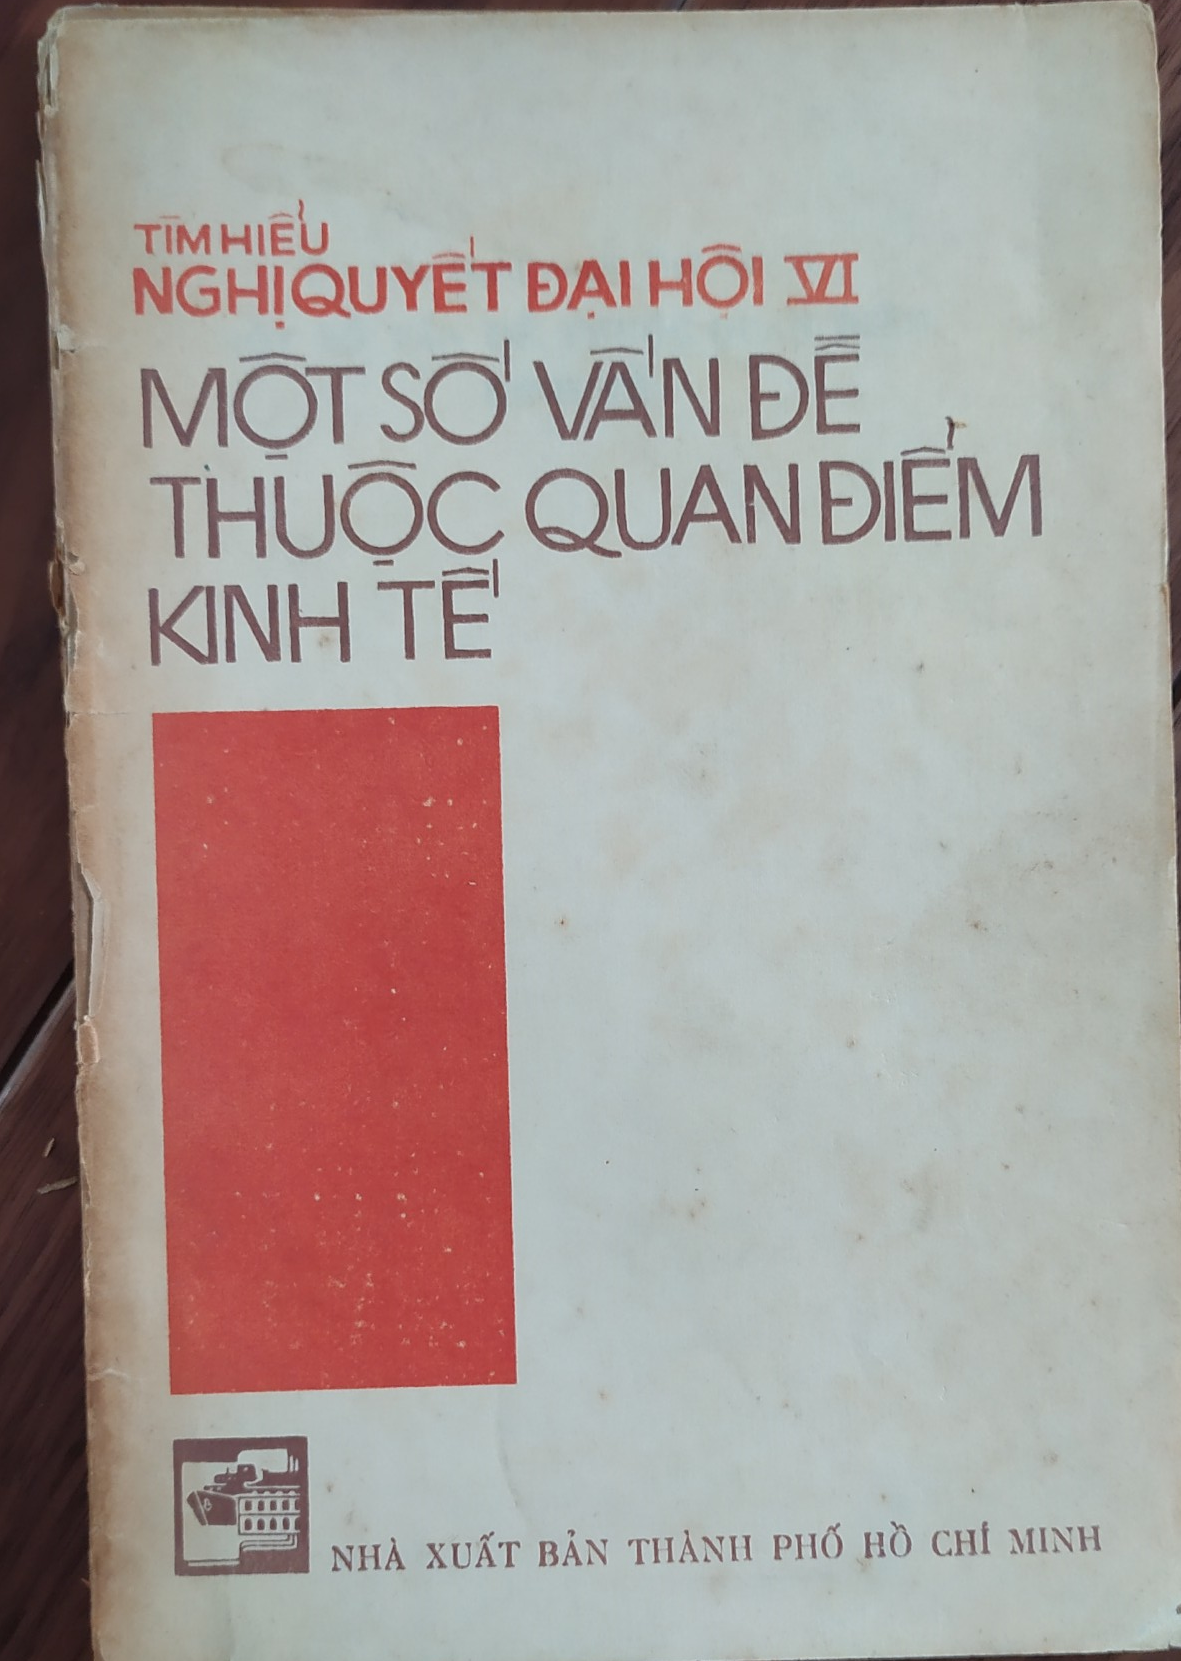 TÌM HIỂU
NGHỊ QUYẾT ĐẠI HỘI VI
MỘT SỐ VẤN ĐỀ
THUỘC QUAN ĐIỂM
KINH TẾ
NHÀ XUẤT BẢN THÀNH PHỐ HỒ CHÍ MINH